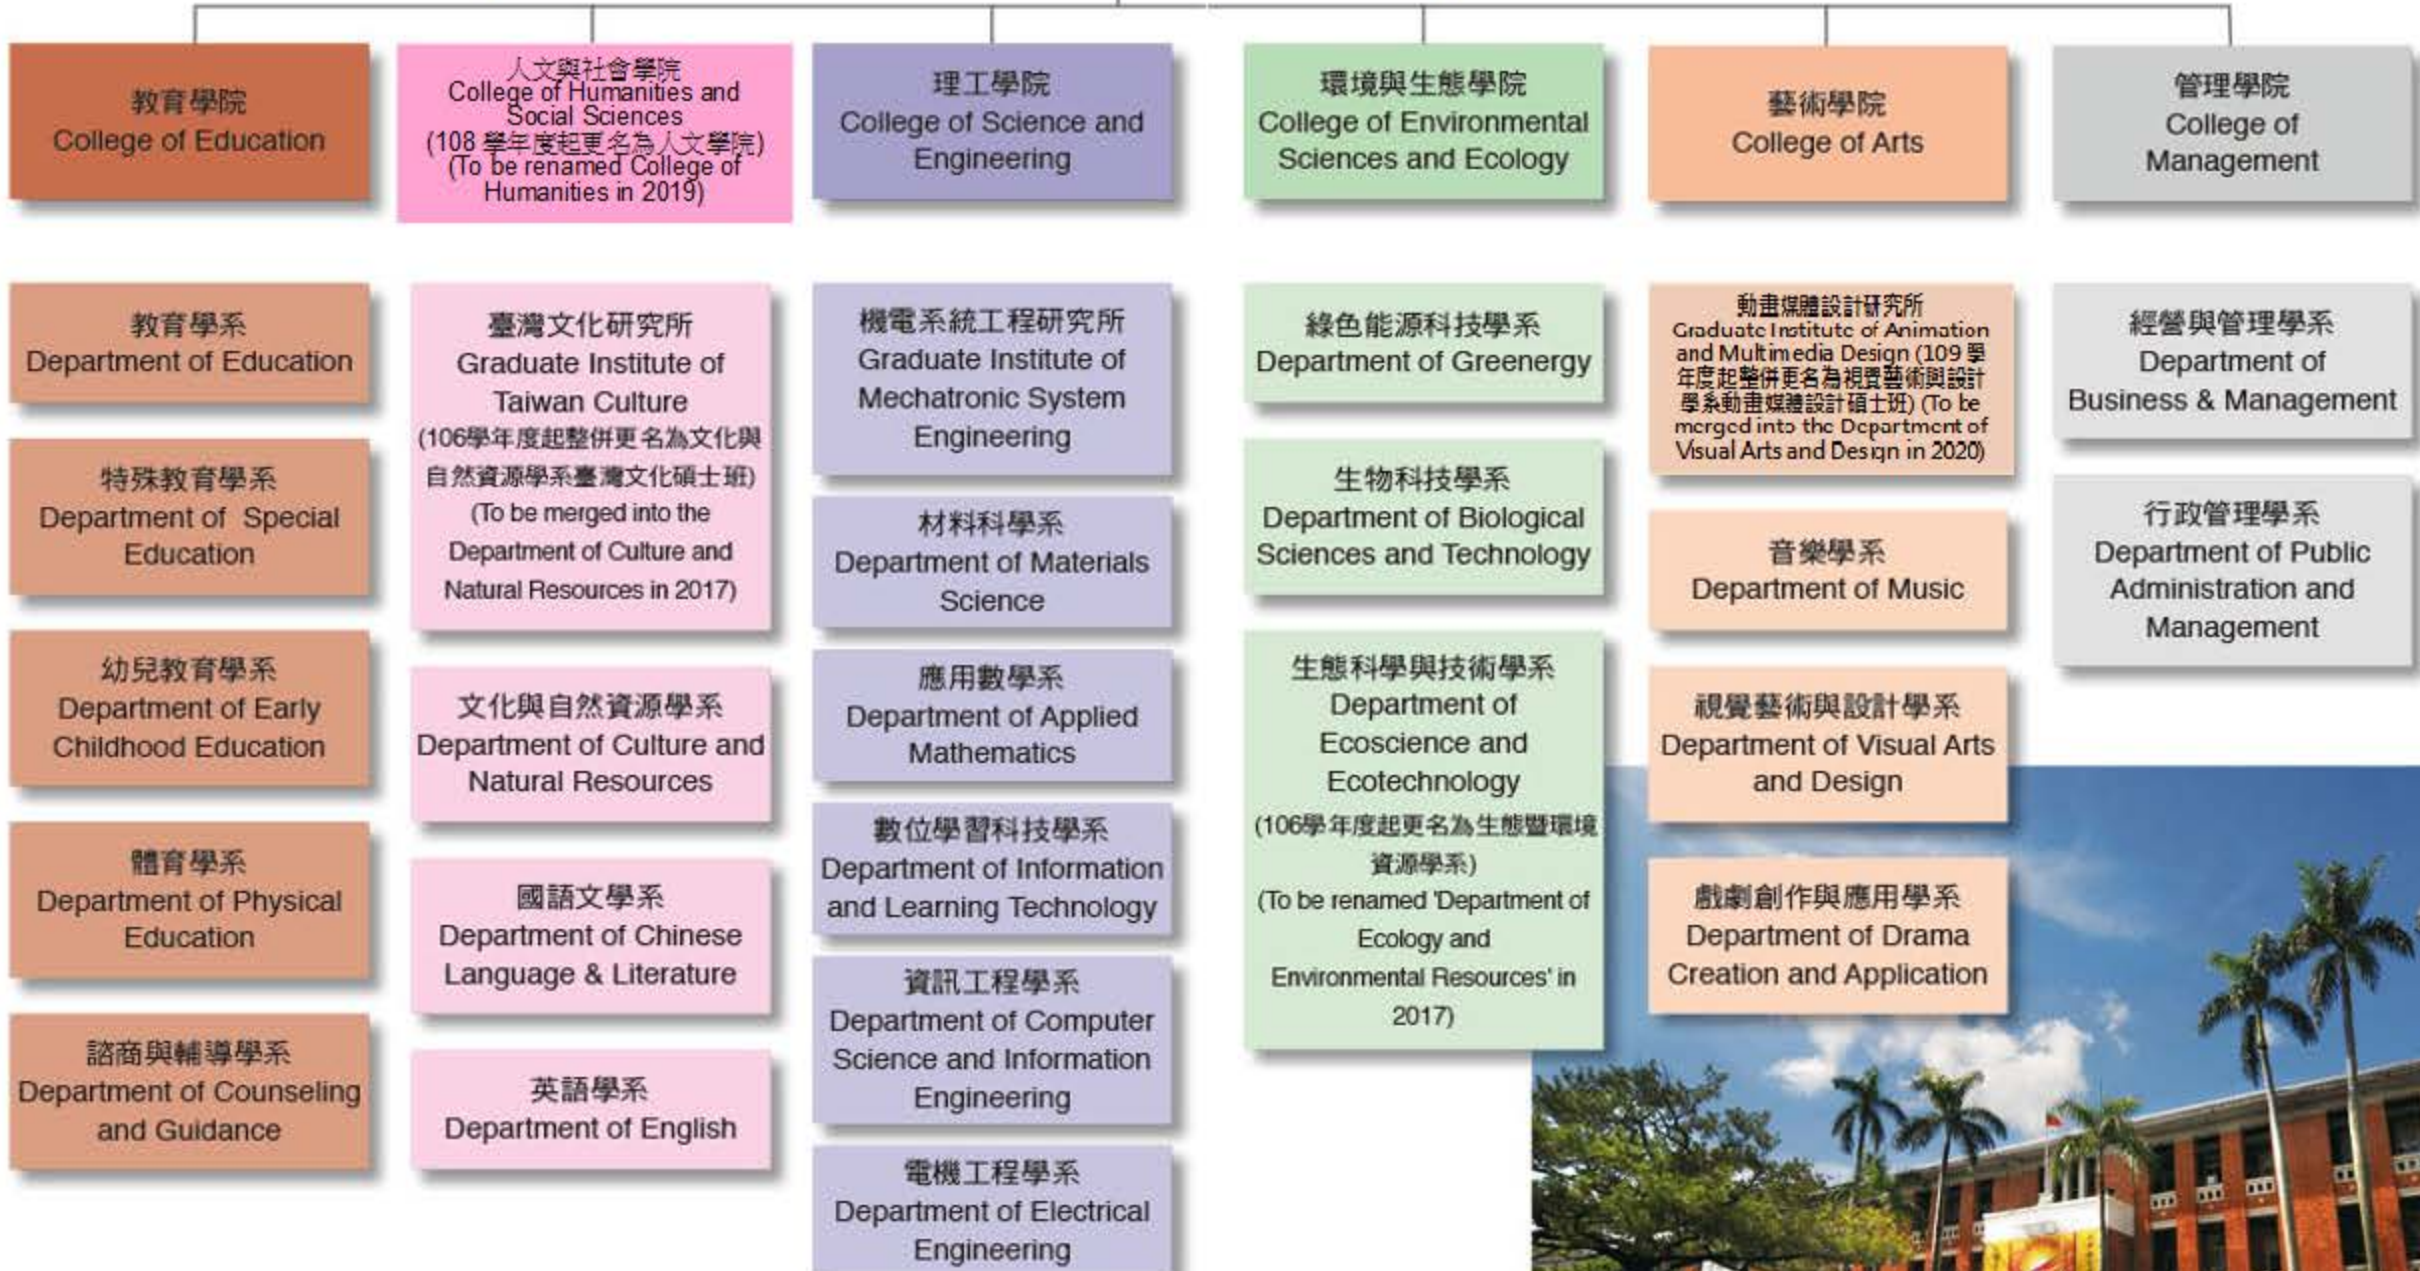 教育學院
College of Education
人文與社會學院
College of Humanities and
Social Sciences
(108 學年度起更名為人文學院)
(To be renamed College of
Humanities in 2019)
理工學院
College of Science and
Engineering
環境與生態學院
College of Environmental
Sciences and Ecology
藝術學院
College of Arts
管理學院
College of
Management
教育學系
Department of Education
特殊教育學系
Department of Special
Education
幼兒教育學系
Department of Early
Childhood Education
體育學系
Department of Physical
Education
諮商與輔導學系
Department of Counseling
and Guidance
臺灣文化研究所
Graduate Institute of
Taiwan Culture
(106學年度起整併更名為文化與
自然資源學系臺灣文化碩士班)
(To be merged into the
Department of Culture and
Natural Resources in 2017)
文化與自然資源學系
Department of Culture and
Natural Resources
國語文學系
Department of Chinese
Language & Literature
英語學系
Department of English
機電系統工程研究所
Graduate Institute of
Mechatronic System
Engineering
材料科學系
Department of Materials
Science
應用數學系
Department of Applied
Mathematics
數位學習科技學系
Department of Information
and Learning Technology
資訊工程學系
Department of Computer
Science and Information
Engineering
電機工程學系
Department of Electrical
Engineering
綠色能源科技學系
Department of Greenergy
生物科技學系
Department of Biological
Sciences and Technology
生態科學與技術學系
Department of
Ecoscience and
Ecotechnology
(106學年度起更名為生態暨環境
資源學系)
(To be renamed 'Department of
Ecology and
Environmental Resources' in
2017)
動畫媒體設計研究所
Graduate Institute of Animation
and Multimedia Design (109 學
年度起整併更名為視覺藝術與設計
學系動畫媒體設計碩士班) (To be
merged into the Department of
Visual Arts and Design in 2020)
音樂學系
Department of Music
視覺藝術與設計學系
Department of Visual Arts
and Design
戲劇創作與應用學系
Department of Drama
Creation and Application
經營與管理學系
Department of
Business & Management
行政管理學系
Department of Public
Administration and
Management